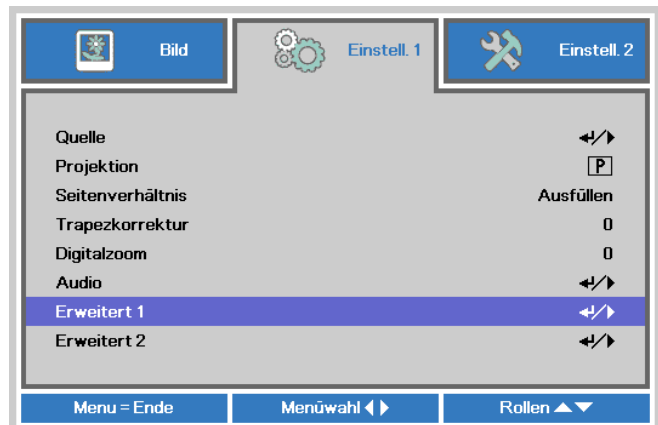 Bild Einstell. 1 Einstell. 2
Quelle ↵/▶
Projektion P
Seitenverhältnis Ausfüllen
Trapezkorrektur 0
Digitalzoom 0
Audio ↵/▶
Erweitert 1 ↵/▶
Erweitert 2 ↵/▶
Menu = Ende Menüwahl ◀▶ Rollen ▲▼